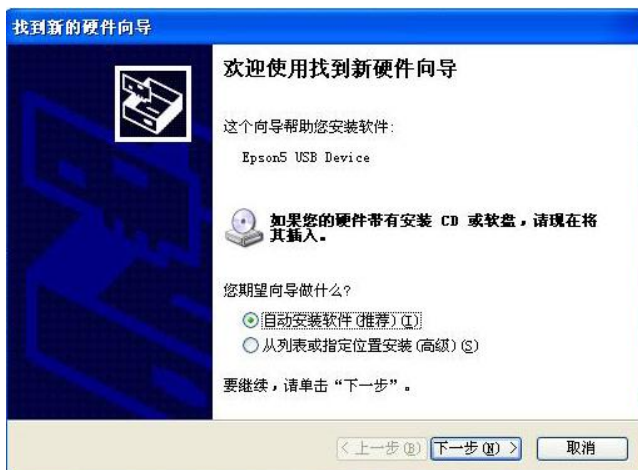 找到新的硬件向导
欢迎使用找到新硬件向导
这个向导帮助您安装软件:
Epson5 USB Device
如果您的硬件带有安装 CD 或软盘，请现在将
其插入。
您期望向导做什么?
自动安装软件(推荐)(I)
从列表或指定位置安装(高级)(S)
要继续，请单击“下一步”。
< 上一步(B) 下一步(N) > 取消